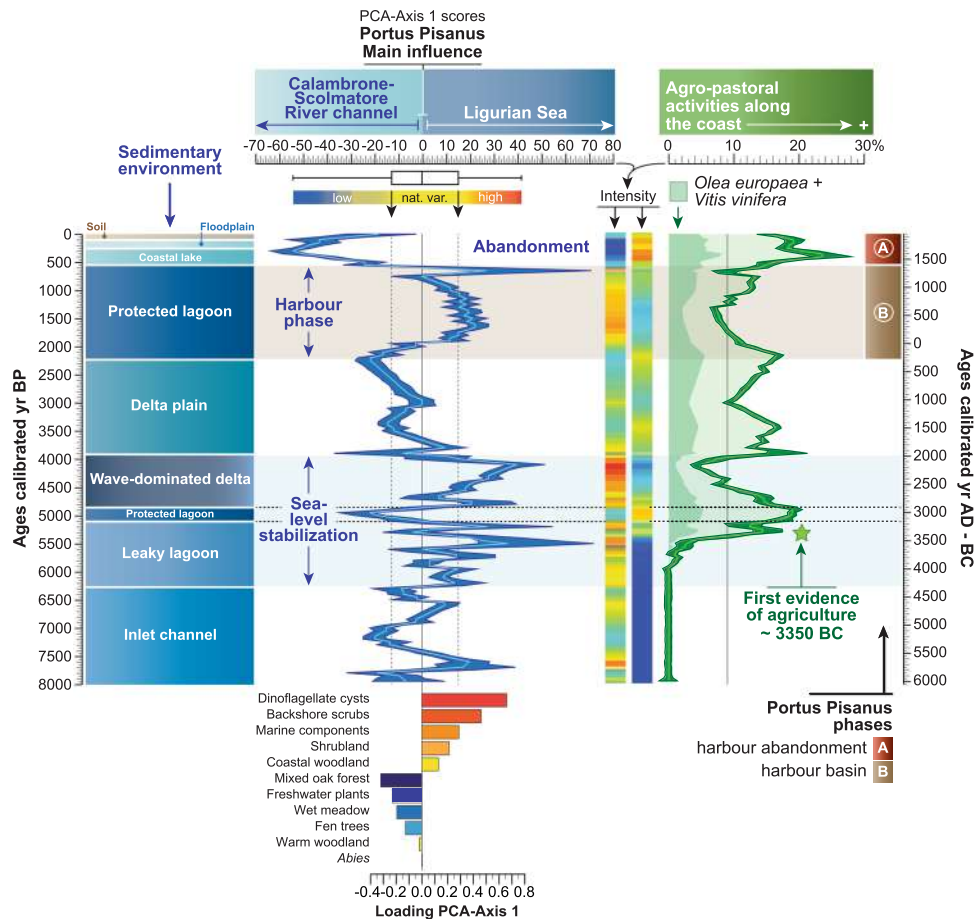 PCA-Axis 1 scores
Portus Pisanus
Main influence
Calambrone-
Scolmatore
River channel
Ligurian Sea
Agro-pastoral
activities along
the coast
+
-70 -60 -50 -40 -30 -20 -10 0 10 20 30 40 50 60 70 80
0 10 20 30%
Sedimentary
environment
low nat. var. high
Intensity
Olea europaea +
Vitis vinifera
Soil
Floodplain
Coastal lake
Protected lagoon
Delta plain
Wave-dominated delta
Protected lagoon
Leaky lagoon
Inlet channel
Ages calibrated yr BP
0
500
1000
1500
2000
2500
3000
3500
4000
4500
5000
5500
6000
6500
7000
7500
8000
Abandonment
Harbour
phase
Sea-
level
stabilization
A
B
1500
1000
500
0
500
1000
1500
2000
2500
3000
3500
4000
4500
5000
5500
6000
Ages calibrated yr AD - BC
First evidence
of agriculture
~ 3350 BC
Portus Pisanus
phases
harbour abandonment A
harbour basin B
Dinoflagellate cysts
Backshore scrubs
Marine components
Shrubland
Coastal woodland
Mixed oak forest
Freshwater plants
Wet meadow
Fen trees
Warm woodland
Abies
-0.4 -0.2 0.0 0.2 0.4 0.6 0.8
Loading PCA-Axis 1